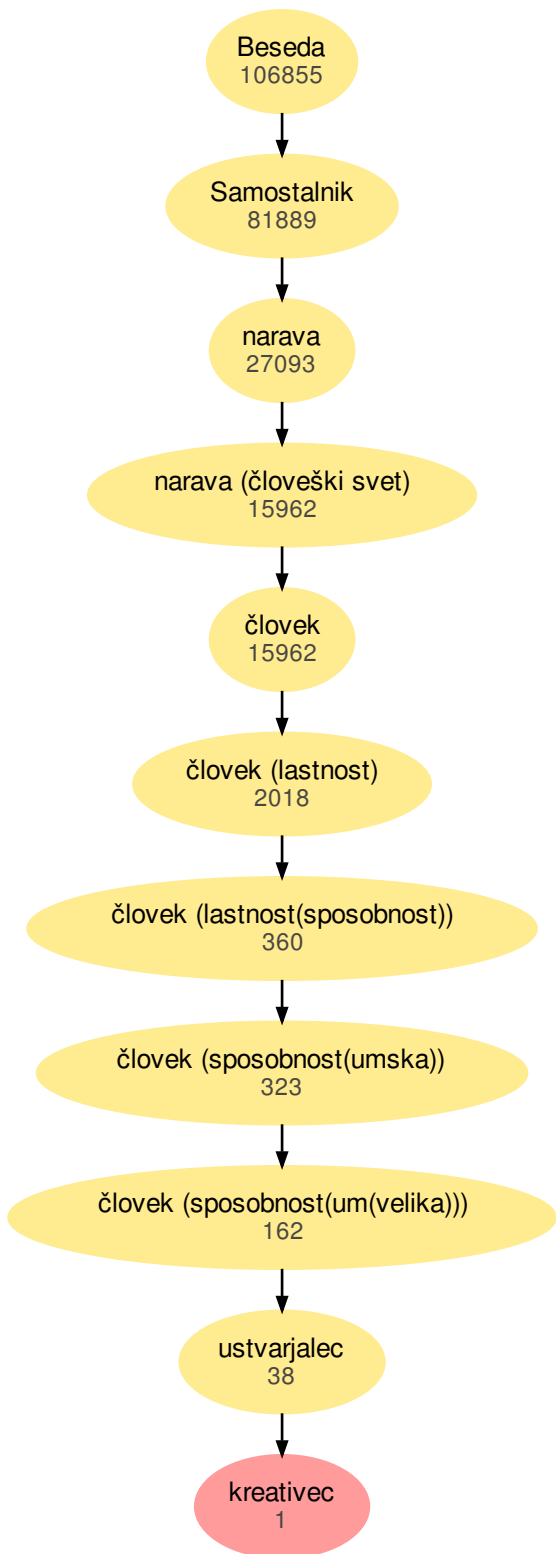 Beseda
106855
Samostalnik
81889
narava
27093
narava (človeški svet)
15962
človek
15962
človek (lastnost)
2018
človek (lastnost(sposobnost))
360
človek (sposobnost(umska))
323
človek (sposobnost(um(velika)))
162
ustvarjalec
38
kreativec
1